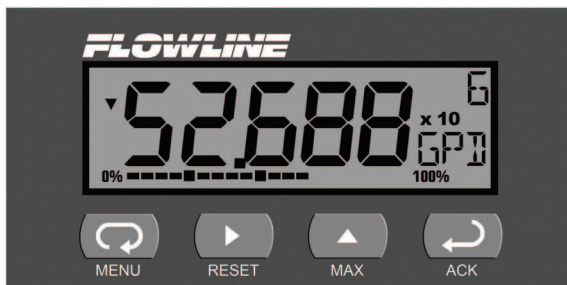 FLOWLINE
6
52.688
x 10
GPD
0% 100%
MENU RESET MAX ACK